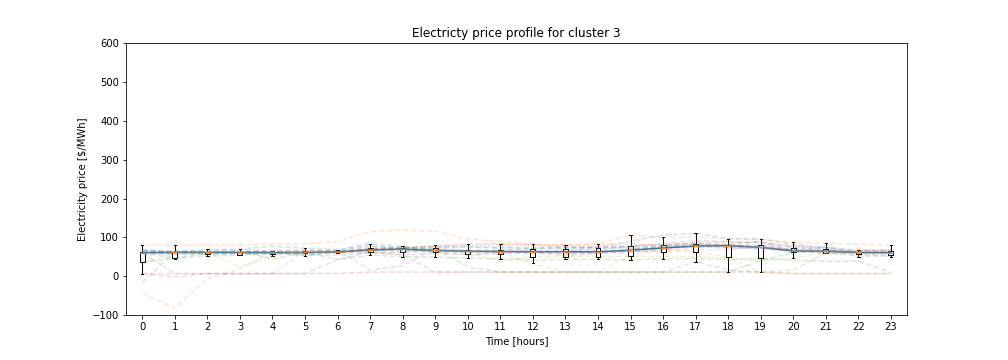 Electricty price profile for cluster 3
Electricity price [$/MWh]
600
500
400
300
200
100
0
−100
0 1 2 3 4 5 6 7 8 9 10 11 12 13 14 15 16 17 18 19 20 21 22 23
Time [hours]